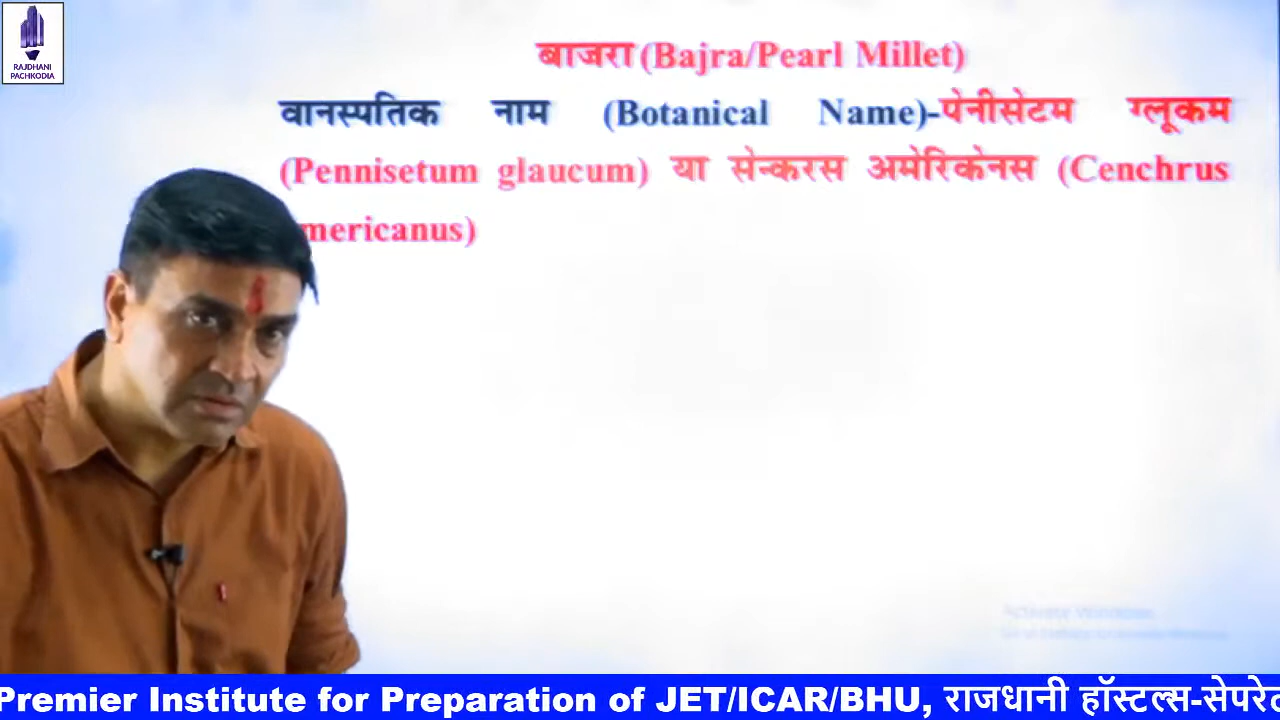 RAJDHANI
PACHKODIA
बाजरा (Bajra/Pearl Millet)
वानस्पतिक नाम (Botanical Name)-पेनीसेटम ग्लूकम
(Pennisetum glaucum) या सेन्करस अमेरिकेनस (Cenchrus
mericanus)
Premier Institute for Preparation of JET/ICAR/BHU, राजधानी हॉस्टल्स-सेपरेट